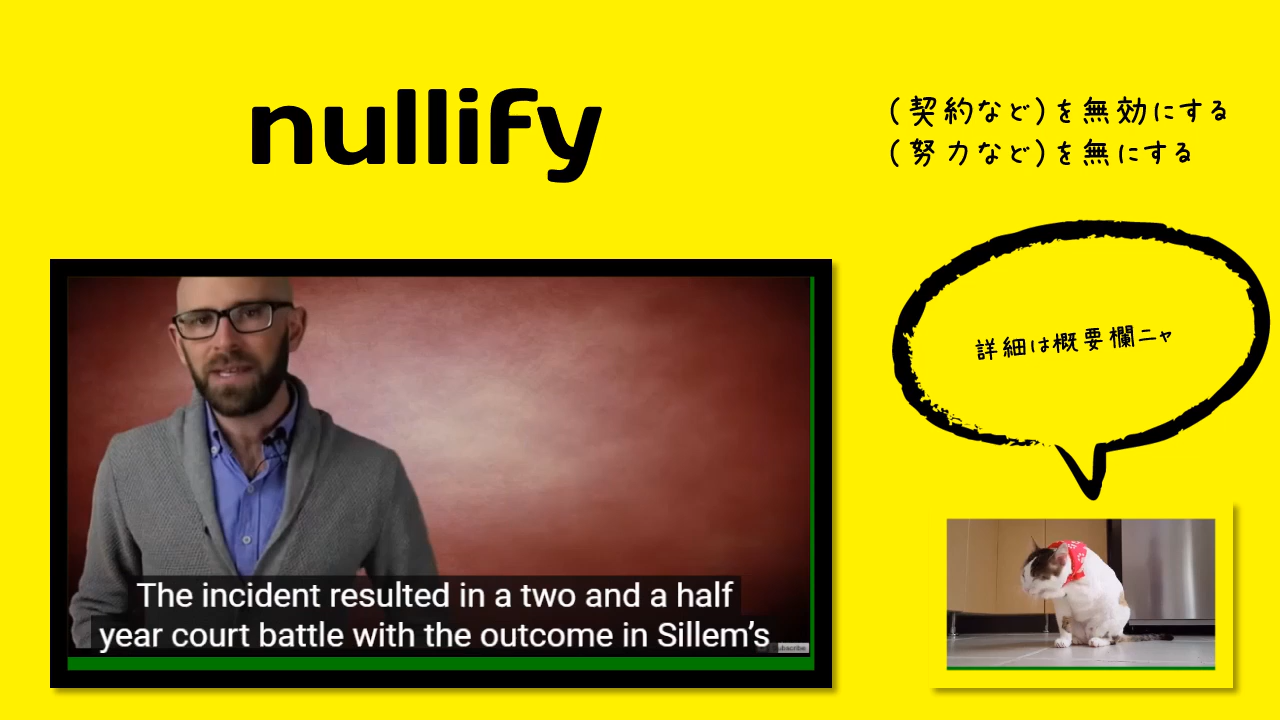 nullify
(契約など)を無効にする
(努力など)を無にする
詳細は概要欄ニャ
The incident resulted in a two and a half
year court battle with the outcome in Sillem’s
Subscribe